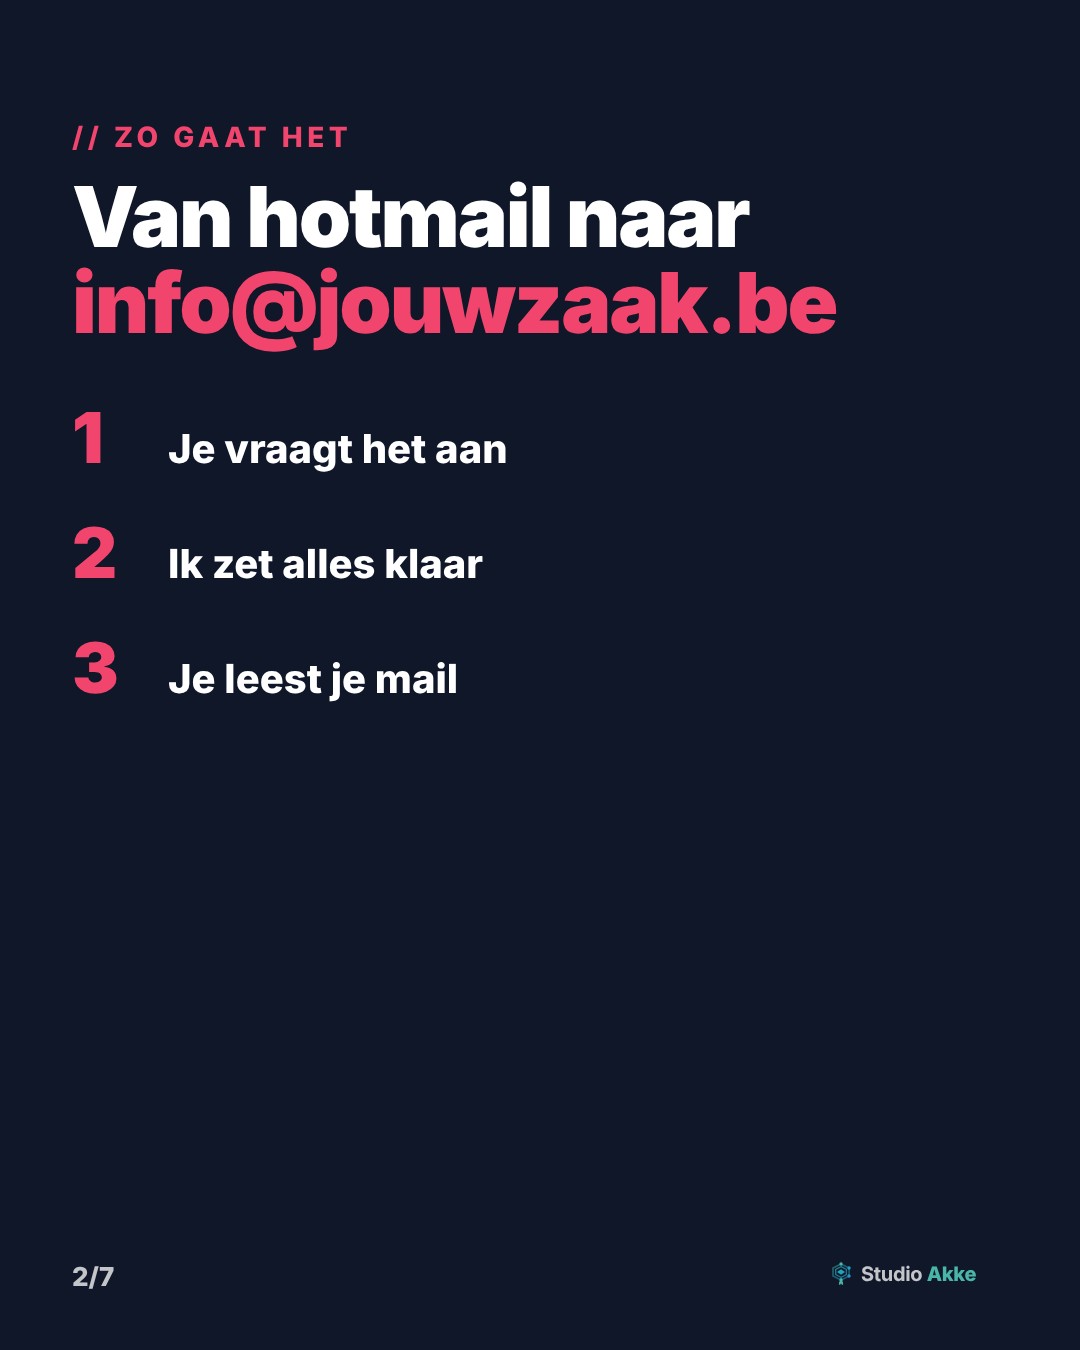 // ZO GAAT HET
Van hotmail naar
info@jouwzaak.be
1 Je vraagt het aan
2 Ik zet alles klaar
3 Je leest je mail
2/7
Studio Akke